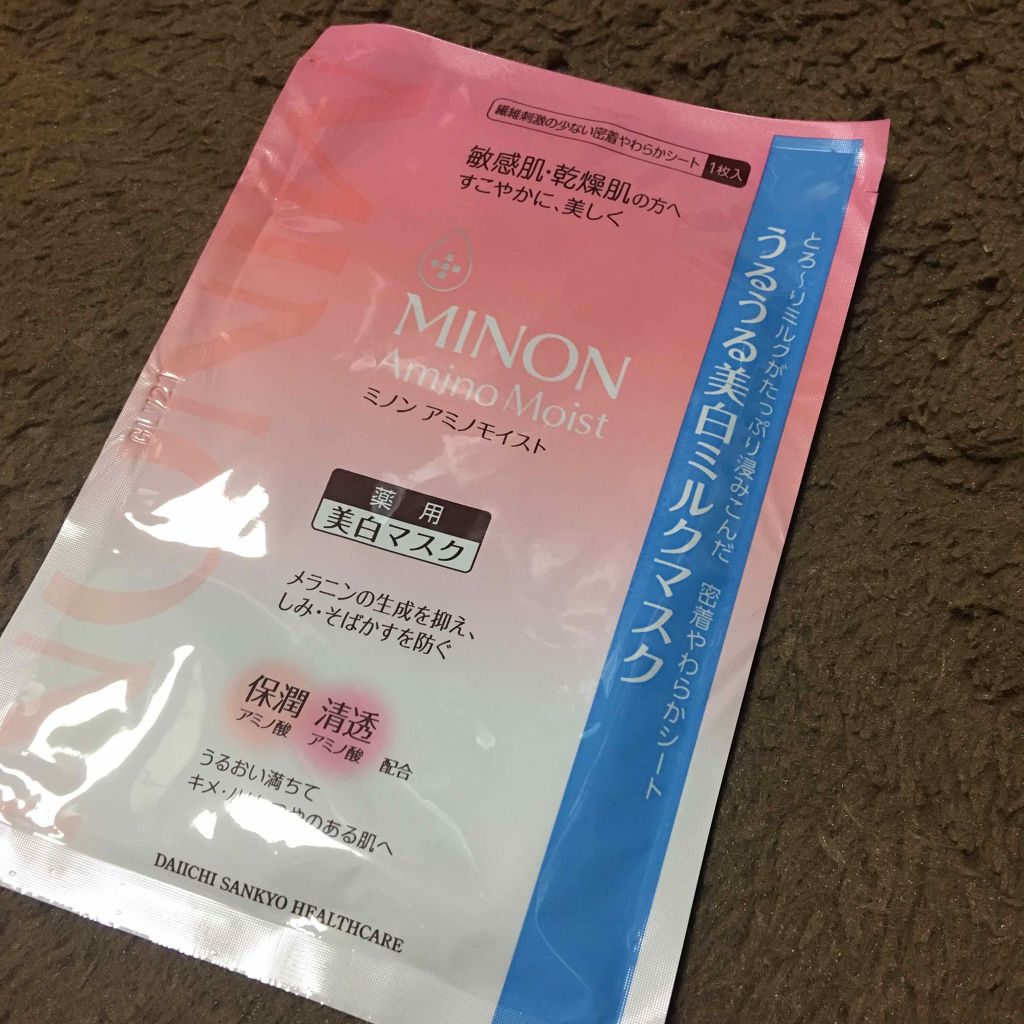 繊維刺激の少ない密着やわらかシート 1枚入
敏感肌・乾燥肌の方へ
すこやかに、美しく
MINON
Amino Moist
ミノン アミノモイスト
薬用
美白マスク
メラニンの生成を抑え、
しみ・そばかすを防ぐ
保潤 清透
アミノ酸 アミノ酸 配合
うるおい満ちて
キメ・ハリ のある肌へ
DAIICHI SANKYO HEALTHCARE
とろ〜りミルクがたっぷり浸みこんだ 密着やわらかシート
うるうる美白ミルクマスク
MINON